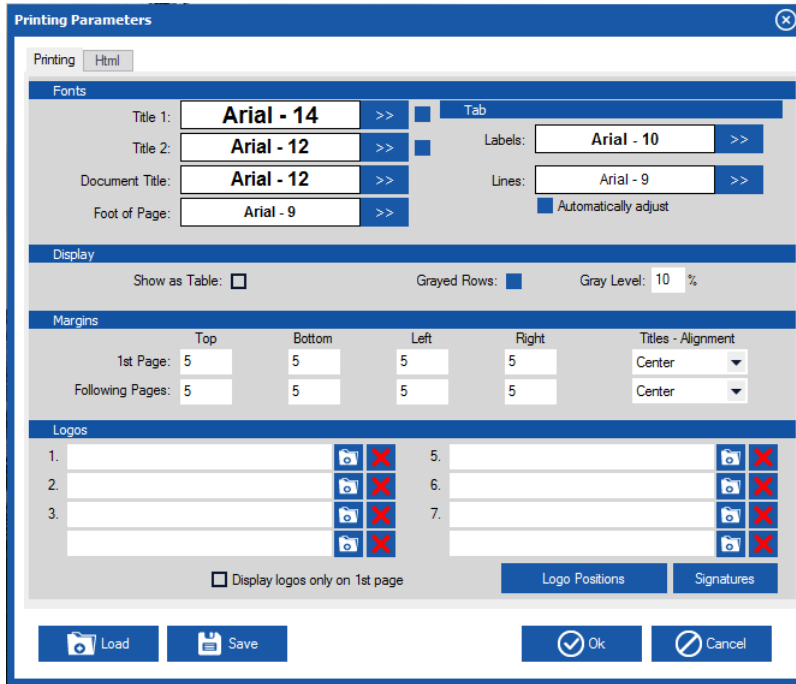 Printing Parameters
Printing Html
Fonts
Title 1: Arial - 14 >>
Title 2: Arial - 12 >>
Document Title: Arial - 12 >>
Foot of Page: Arial - 9 >>
Tab
Labels: Arial - 10 >>
Lines: Arial - 9 >>
Automatically adjust
Display
Show as Table: Grayed Rows: Gray Level: 10 %
Margins
Top Bottom Left Right Titles - Alignment
1st Page: 5 5 5 5 Center
Following Pages: 5 5 5 5 Center
Logos
1. 5.
2. 6.
3. 7.
Display logos only on 1st page Logo Positions Signatures
Load Save Ok Cancel